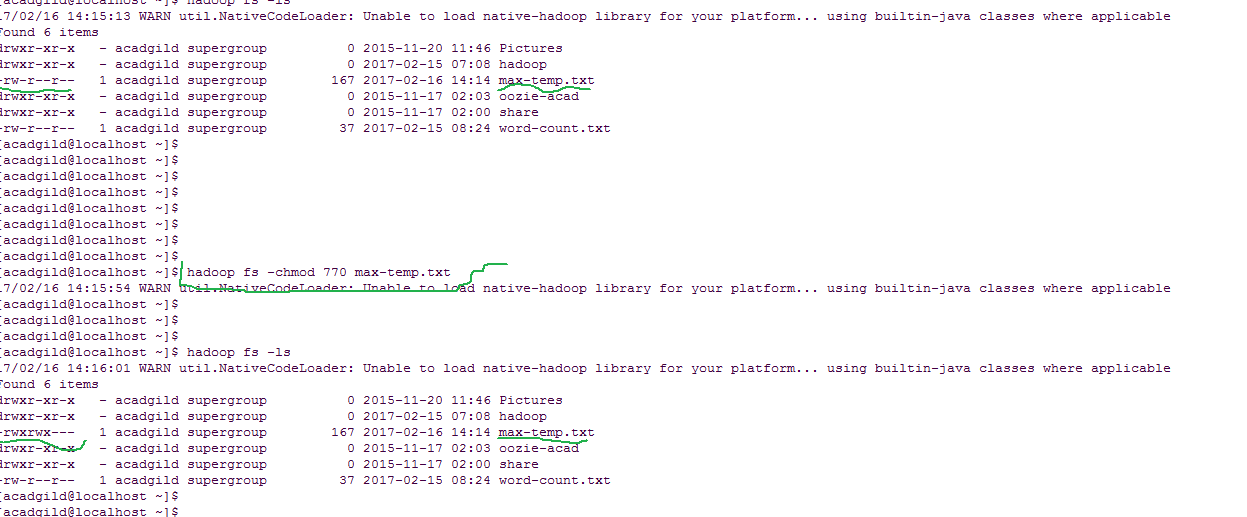 hadoop fs -ls
17/02/16 14:15:13 WARN util.NativeCodeLoader: Unable to load native-hadoop library for your platform... using builtin-java classes where applicable
Found 6 items
drwxr-xr-x   - acadgild supergroup          0 2015-11-20 11:46 Pictures
drwxr-xr-x   - acadgild supergroup          0 2017-02-15 07:08 hadoop
-rw-r--r--   1 acadgild supergroup        167 2017-02-16 14:14 max-temp.txt
drwxr-xr-x   - acadgild supergroup          0 2015-11-17 02:03 oozie-acad
drwxr-xr-x   - acadgild supergroup          0 2015-11-17 02:00 share
-rw-r--r--   1 acadgild supergroup         37 2017-02-15 08:24 word-count.txt
[acadgild@localhost ~]$
[acadgild@localhost ~]$
[acadgild@localhost ~]$
[acadgild@localhost ~]$
[acadgild@localhost ~]$
[acadgild@localhost ~]$
[acadgild@localhost ~]$
[acadgild@localhost ~]$
[acadgild@localhost ~]$ hadoop fs -chmod 770 max-temp.txt
17/02/16 14:15:54 WARN util.NativeCodeLoader: Unable to load native-hadoop library for your platform... using builtin-java classes where applicable
[acadgild@localhost ~]$
[acadgild@localhost ~]$
[acadgild@localhost ~]$
[acadgild@localhost ~]$ hadoop fs -ls
17/02/16 14:16:01 WARN util.NativeCodeLoader: Unable to load native-hadoop library for your platform... using builtin-java classes where applicable
Found 6 items
drwxr-xr-x   - acadgild supergroup          0 2015-11-20 11:46 Pictures
drwxr-xr-x   - acadgild supergroup          0 2017-02-15 07:08 hadoop
-rwxrwx---   1 acadgild supergroup        167 2017-02-16 14:14 max-temp.txt
drwxr-xr-x   - acadgild supergroup          0 2015-11-17 02:03 oozie-acad
drwxr-xr-x   - acadgild supergroup          0 2015-11-17 02:00 share
-rw-r--r--   1 acadgild supergroup         37 2017-02-15 08:24 word-count.txt
[acadgild@localhost ~]$
[acadgild@localhost ~]$